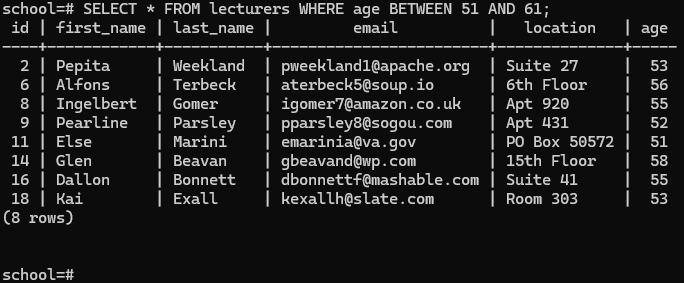 school=# SELECT * FROM lecturers WHERE age BETWEEN 51 AND 61;
 id | first_name | last_name |         email          |   location   | age
----+------------+-----------+------------------------+--------------+-----
  2 | Pepita     | Weekland  | pweekland1@apache.org  | Suite 27     |  53
  6 | Alfons     | Terbeck   | aterbeck5@soup.io      | 6th Floor    |  56
  8 | Ingelbert  | Gomer     | igomer7@amazon.co.uk   | Apt 920      |  55
  9 | Pearline   | Parsley   | pparsley8@sogou.com    | Apt 431      |  52
 11 | Else       | Marini    | emarinia@va.gov        | PO Box 50572 |  51
 14 | Glen       | Beavan    | gbeavand@wp.com        | 15th Floor   |  58
 16 | Dallon     | Bonnett   | dbonnettf@mashable.com | Suite 41     |  55
 18 | Kai        | Exall     | kexallh@slate.com      | Room 303     |  53
(8 rows)
school=#